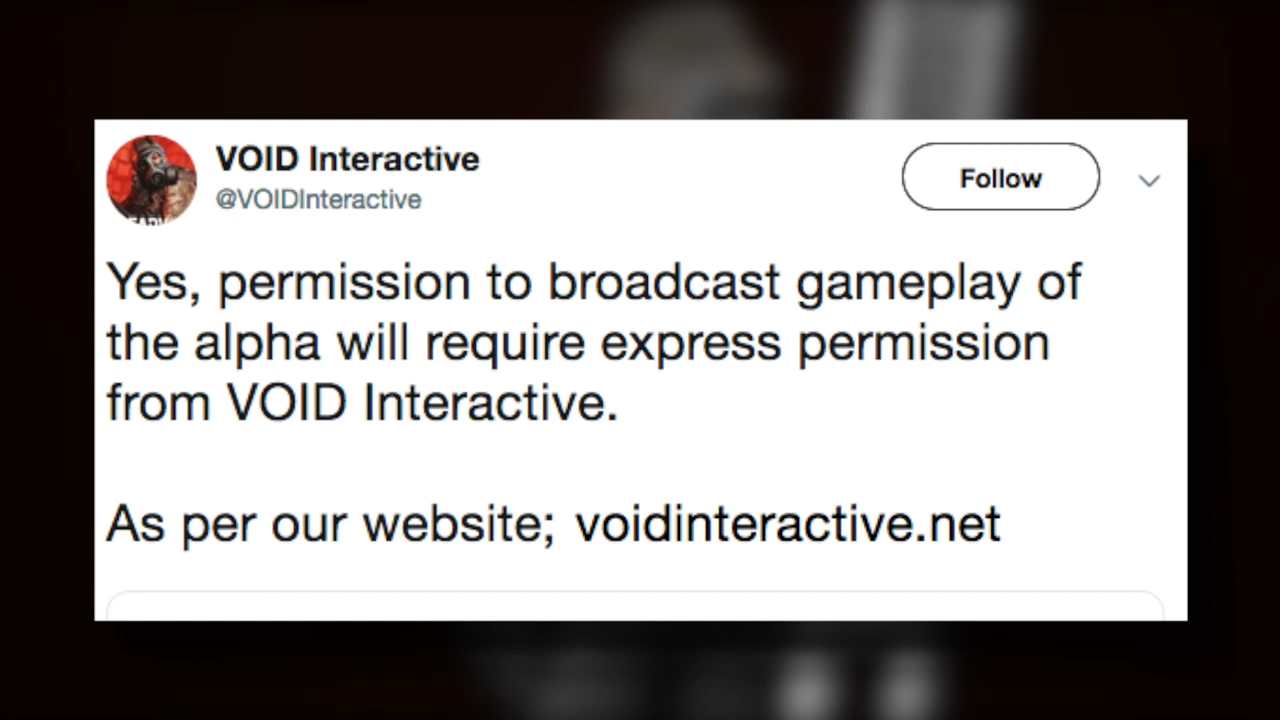 VOID Interactive
@VOIDInteractive
Follow
Yes, permission to broadcast gameplay of
the alpha will require express permission
from VOID Interactive.
As per our website; voidinteractive.net